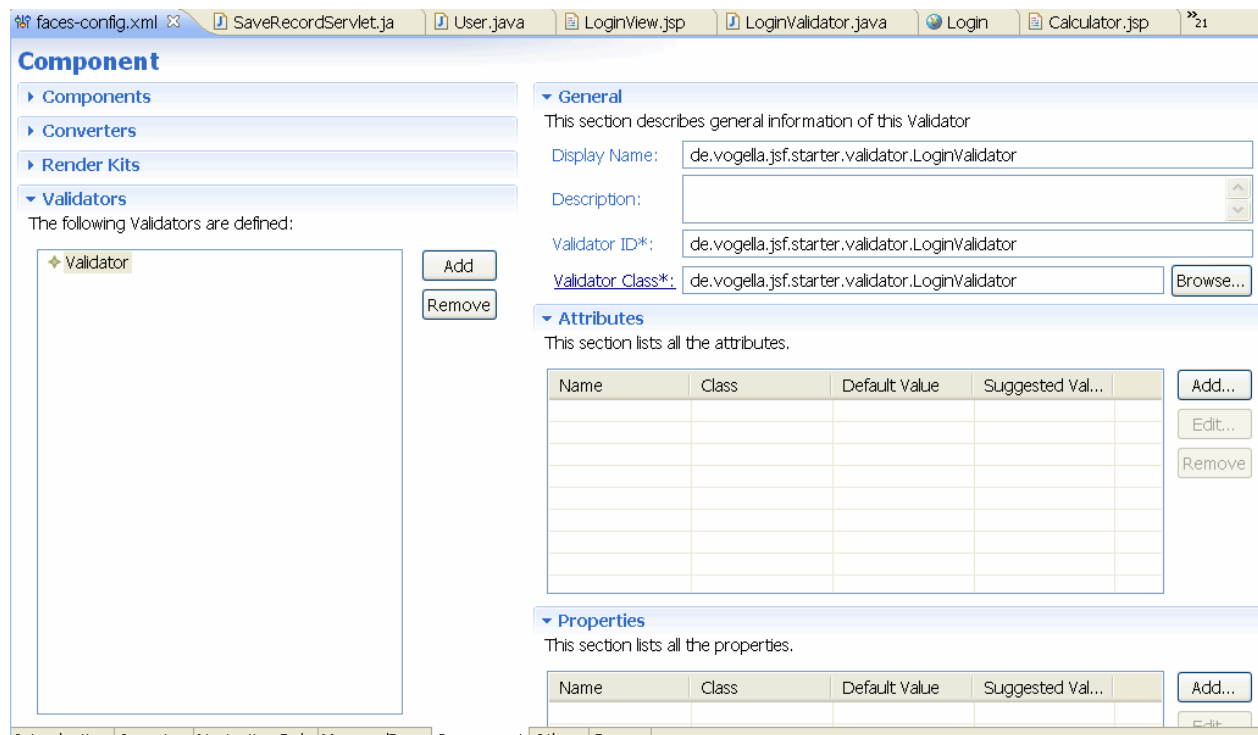 faces-config.xml SaveRecordServlet.ja User.java LoginView.jsp LoginValidator.java Login Calculator.jsp »21
Component
Components
Converters
Render Kits
Validators
The following Validators are defined:
Validator
Add
Remove
General
This section describes general information of this Validator
Display Name: de.vogella.jsf.starter.validator.LoginValidator
Description:
Validator ID*: de.vogella.jsf.starter.validator.LoginValidator
Validator Class*: de.vogella.jsf.starter.validator.LoginValidator Browse...
Attributes
This section lists all the attributes.
Name Class Default Value Suggested Val... Add...
Edit...
Remove
Properties
This section lists all the properties.
Name Class Default Value Suggested Val... Add...
Edit